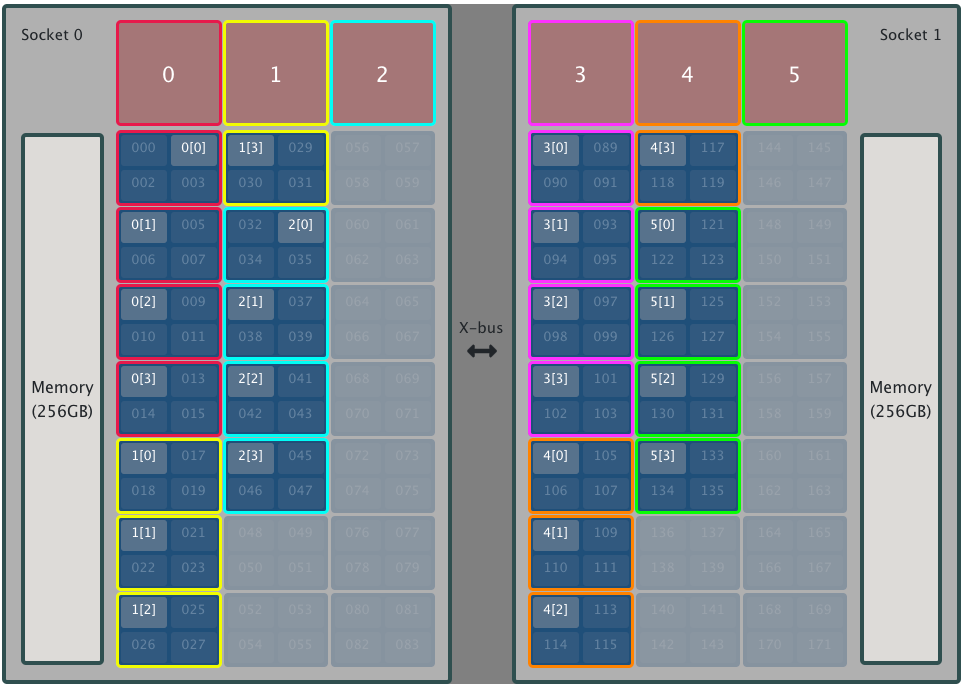 Socket 0
Socket 1
0 1 2 3 4 5
000 0[0] 1[3] 029 056 057 3[0] 089 4[3] 117 144 145
002 003 030 031 058 059 090 091 118 119 146 147
0[1] 005 032 2[0] 060 061 3[1] 093 5[0] 121 148 149
006 007 034 035 062 063 094 095 122 123 150 151
0[2] 009 2[1] 037 064 065 3[2] 097 5[1] 125 152 153
010 011 038 039 066 067 098 099 126 127 154 155
X-bus
0[3] 013 2[2] 041 068 069 3[3] 101 5[2] 129 156 157
Memory
(256GB)
Memory
(256GB)
014 015 042 043 070 071 102 103 130 131 158 159
1[0] 017 2[3] 045 072 073 4[0] 105 5[3] 133 160 161
018 019 046 047 074 075 106 107 134 135 162 163
1[1] 021 048 049 076 077 4[1] 109 136 137 164 165
022 023 050 051 078 079 110 111 138 139 166 167
1[2] 025 052 053 080 081 4[2] 113 140 141 168 169
026 027 054 055 082 083 114 115 142 143 170 171